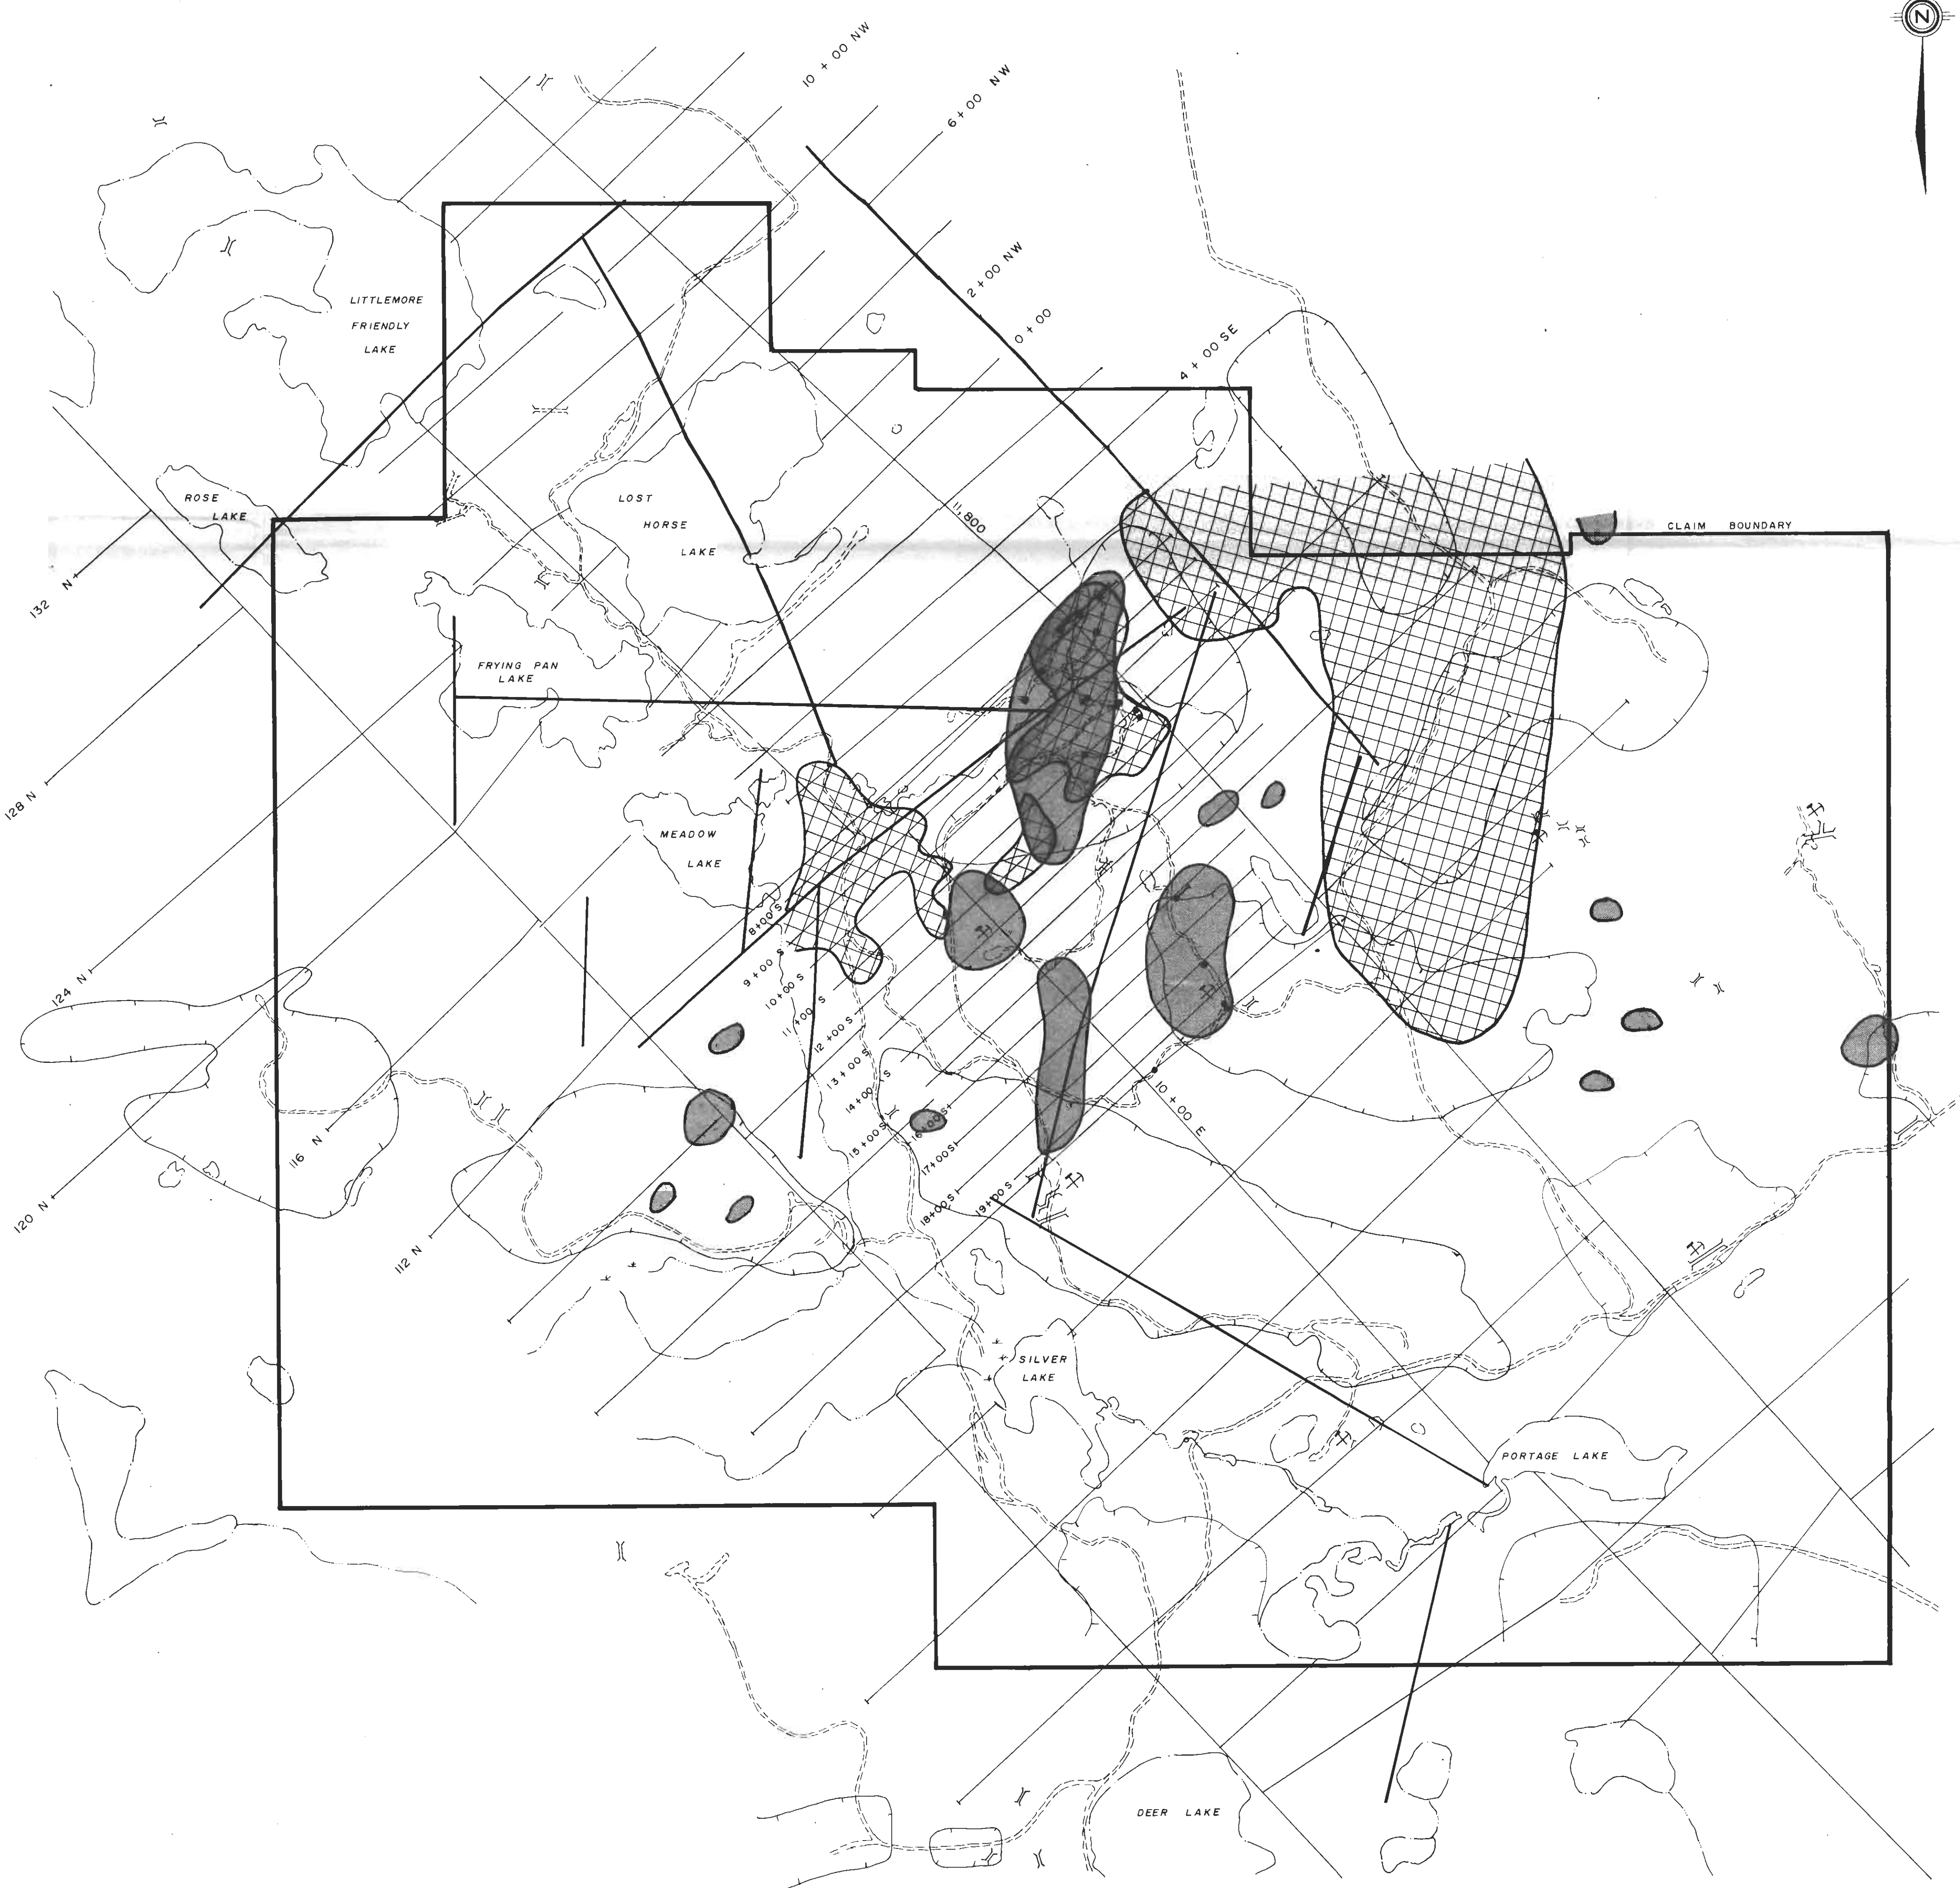 N
10 + 00 NW
6 + 00 NW
2 + 00 NW
0 + 00
4 + 00 SE
LITTLEMORE
FRIENDLY
LAKE
ROSE
LAKE
LOST
HORSE
LAKE
11,800
CLAIM BOUNDARY
132 N
FRYING PAN
LAKE
128 N
MEADOW
LAKE
8+00 S
9+00 S
10+00 S
11+00 S
12+00 S
13+00 S
14+00 S
15+00 S
16+00 S
17+00 S
18+00 S
19+00 S
10+00 E
124 N
116 N
120 N
112 N
SILVER
LAKE
PORTAGE LAKE
DEER LAKE